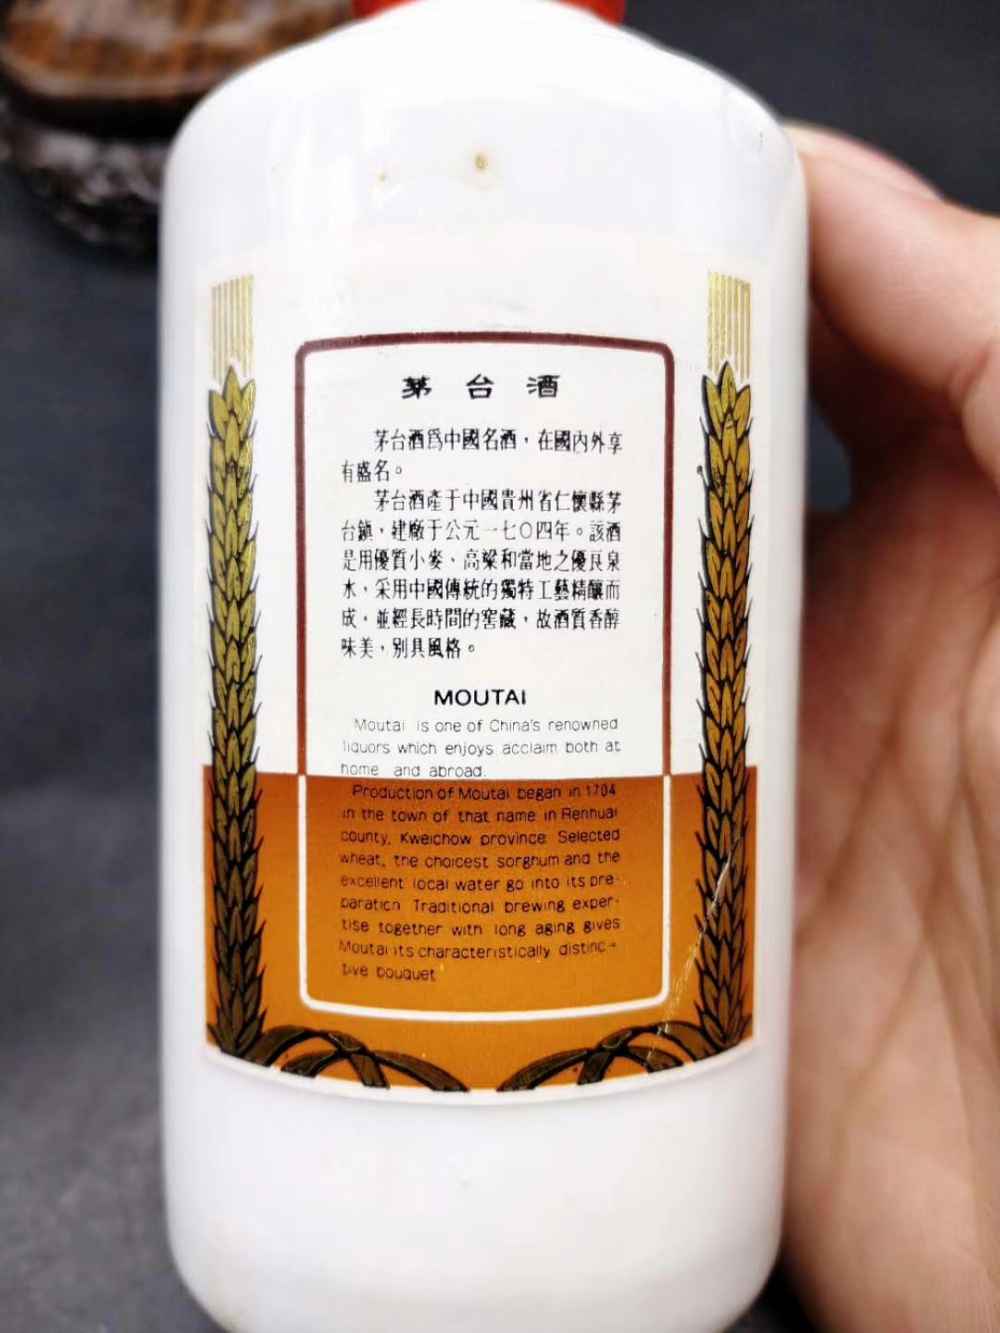 茅台酒
茅台酒爲中國名酒，在國內外享
有盛名。
茅台酒產于中國貴州省仁懷縣茅
台鎮，建廠于公元一七〇四年。該酒
是用優質小麥、高粱和當地之優良泉
水，采用中國傳統的獨特工藝精釀而
成，並經長時間的窖藏，故酒質香醇
味美，別具風格。
MOUTAI
Moutai is one of China's renowned
liquors which enjoys acclaim both at
home and abroad.
Production of Moutai began in 1704
in the town of that name in Renhuai
county, Kweichow province Selected
wheat, the choicest sorghum and the
excellent local water go into its pre-
paration Traditional brewing exper-
tise together with long aging gives
Moutai its characteristically distinc-
tive bouquet